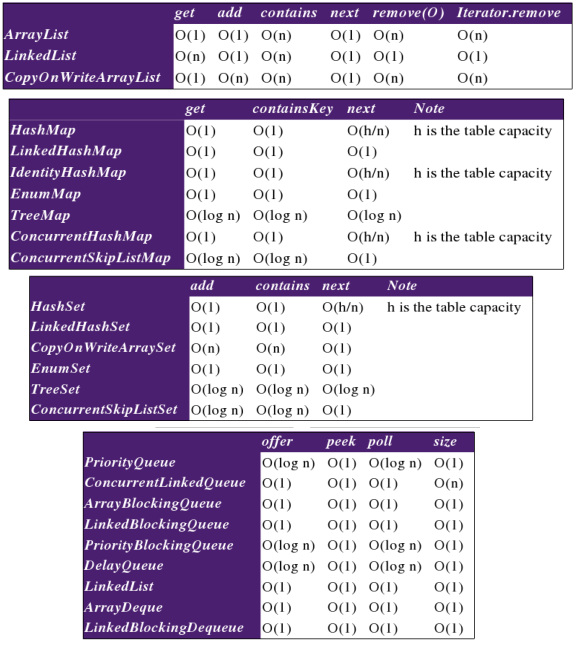 get add contains next remove(O) Iterator.remove
ArrayList O(1) O(1) O(n) O(1) O(n) O(n)
LinkedList O(n) O(1) O(n) O(1) O(1) O(1)
CopyOnWriteArrayList O(1) O(n) O(n) O(1) O(n) O(n)
get containsKey next Note
HashMap O(1) O(1) O(h/n) h is the table capacity
LinkedHashMap O(1) O(1) O(1)
IdentityHashMap O(1) O(1) O(h/n) h is the table capacity
EnumMap O(1) O(1) O(1)
TreeMap O(log n) O(log n) O(log n)
ConcurrentHashMap O(1) O(1) O(h/n) h is the table capacity
ConcurrentSkipListMap O(log n) O(log n) O(1)
add contains next Note
HashSet O(1) O(1) O(h/n) h is the table capacity
LinkedHashSet O(1) O(1) O(1)
CopyOnWriteArraySet O(n) O(n) O(1)
EnumSet O(1) O(1) O(1)
TreeSet O(log n) O(log n) O(log n)
ConcurrentSkipListSet O(log n) O(log n) O(1)
offer peek poll size
PriorityQueue O(log n) O(1) O(log n) O(1)
ConcurrentLinkedQueue O(1) O(1) O(1) O(n)
ArrayBlockingQueue O(1) O(1) O(1) O(1)
LinkedBlockingQueue O(1) O(1) O(1) O(1)
PriorityBlockingQueue O(log n) O(1) O(log n) O(1)
DelayQueue O(log n) O(1) O(log n) O(1)
LinkedList O(1) O(1) O(1) O(1)
ArrayDeque O(1) O(1) O(1) O(1)
LinkedBlockingDequeue O(1) O(1) O(1) O(1)